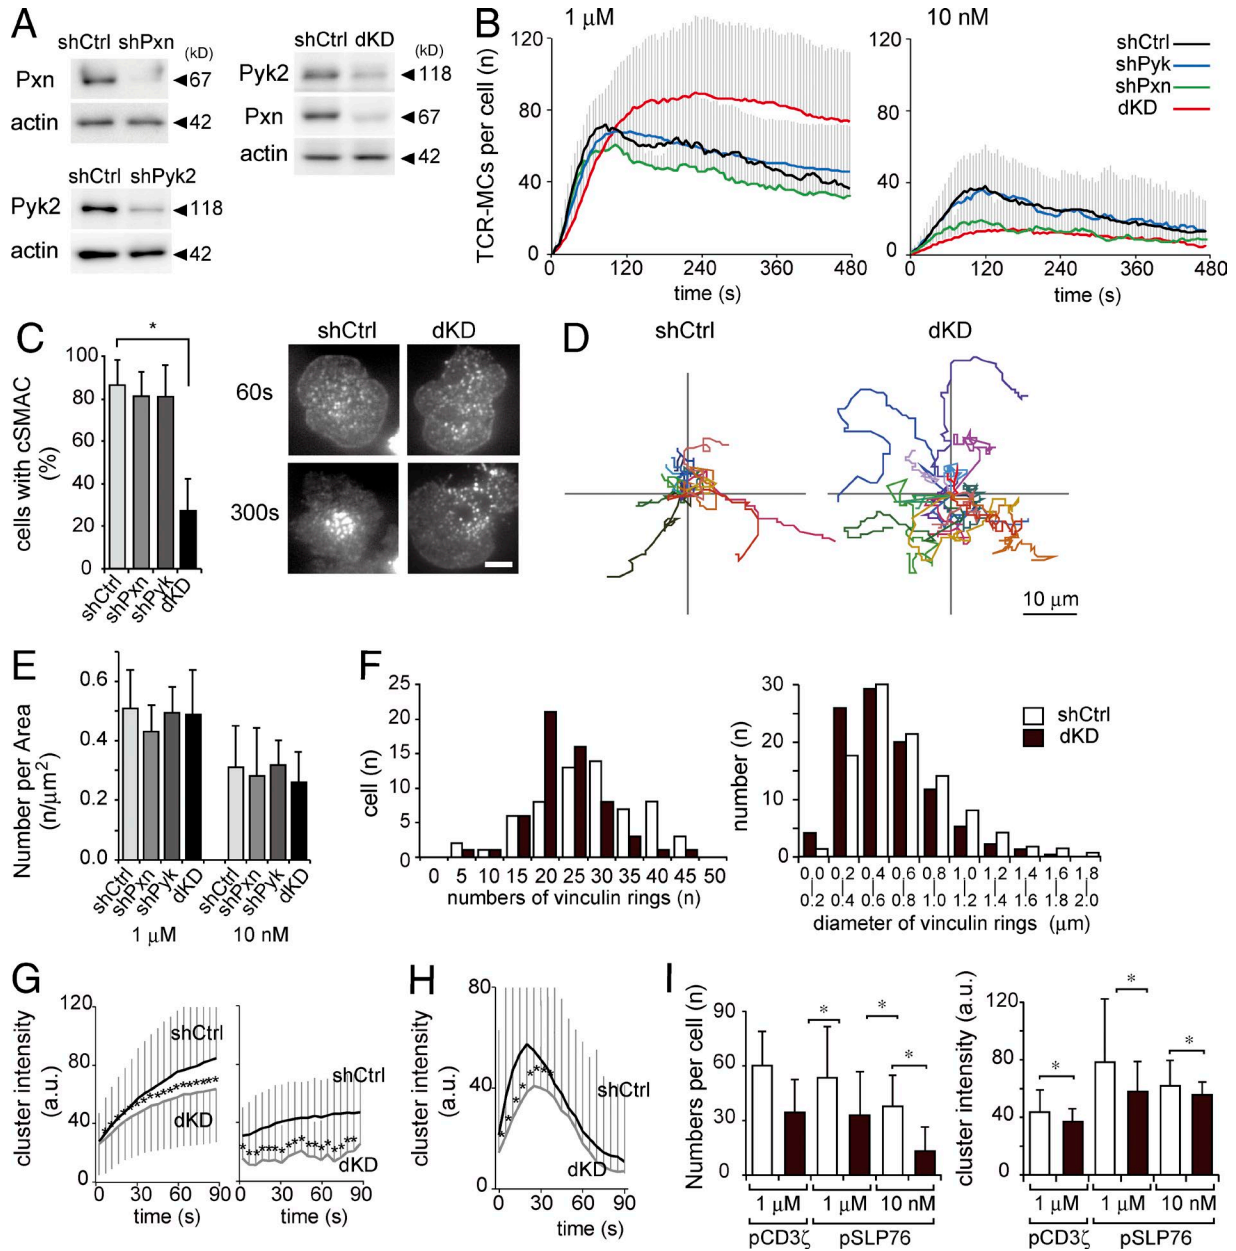 A
shCtrl shPxn (kD)
Pxn ◄67
actin ◄42
shCtrl dKD (kD)
Pyk2 ◄118
Pxn ◄67
actin ◄42
shCtrl shPyk2
Pyk2 ◄118
actin ◄42
B
1 μM
10 nM
TCR-MCs per cell (n)
120
80
40
0
0 120 240 360 480
time (s)
120
80
40
0
0 120 240 360 480
time (s)
shCtrl
shPyk
shPxn
dKD
C
cells with cSMAC
(%)
100
80
60
40
20
0
*
shCtrl
shPxn
shPyk
dKD
shCtrl dKD
60s
300s
D
shCtrl dKD
10 μm
E
Number per Area
(n/μm²)
0.6
0.4
0.2
0.0
shCtrl
shPxn
shPyk
dKD
shCtrl
shPxn
shPyk
dKD
1 μM 10 nM
F
cell (n)
25
20
15
10
5
0
0 5 10 15 20 25 30 35 40 45 50
numbers of vinculin rings (n)
number (n)
30
20
10
0
0.0 0.2 0.4 0.6 0.8 1.0 1.2 1.4 1.6 1.8
0.2 0.4 0.6 0.8 1.0 1.2 1.4 1.6 1.8 2.0
diameter of vinculin rings (μm)
shCtrl
dKD
G
cluster intensity
(a.u.)
120
80
40
0
shCtrl
dKD
0 30 60 90
time (s)
shCtrl
dKD
0 30 60 90
time (s)
H
cluster intensity
(a.u.)
80
40
0
shCtrl
dKD
0 30 60 90
time (s)
I
Numbers per cell (n)
90
60
30
0
* *
*
1 μM 1 μM 10 nM
pCD3ζ pSLP76
cluster intensity (a.u.)
120
80
40
0
*
*
*
1 μM 1 μM 10 nM
pCD3ζ pSLP76